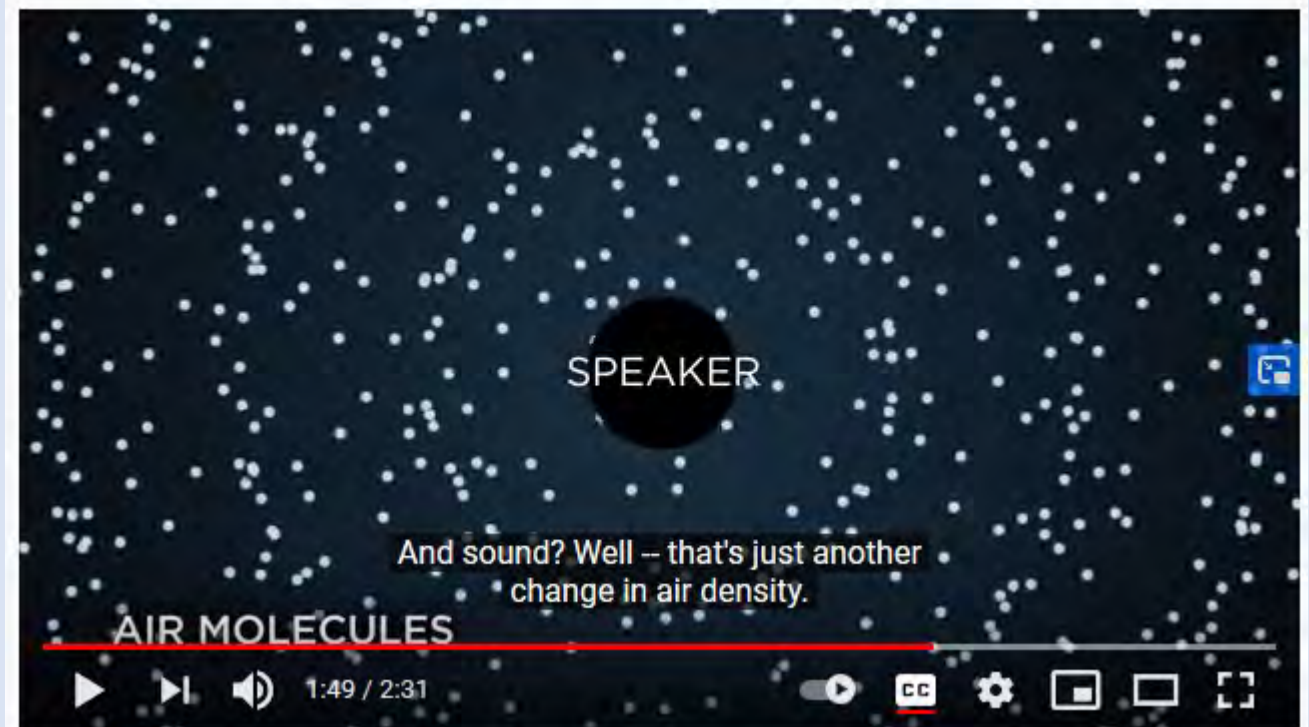 SPEAKER
And sound? Well -- that's just another
change in air density.
AIR MOLECULES
1:49 / 2:31
CC